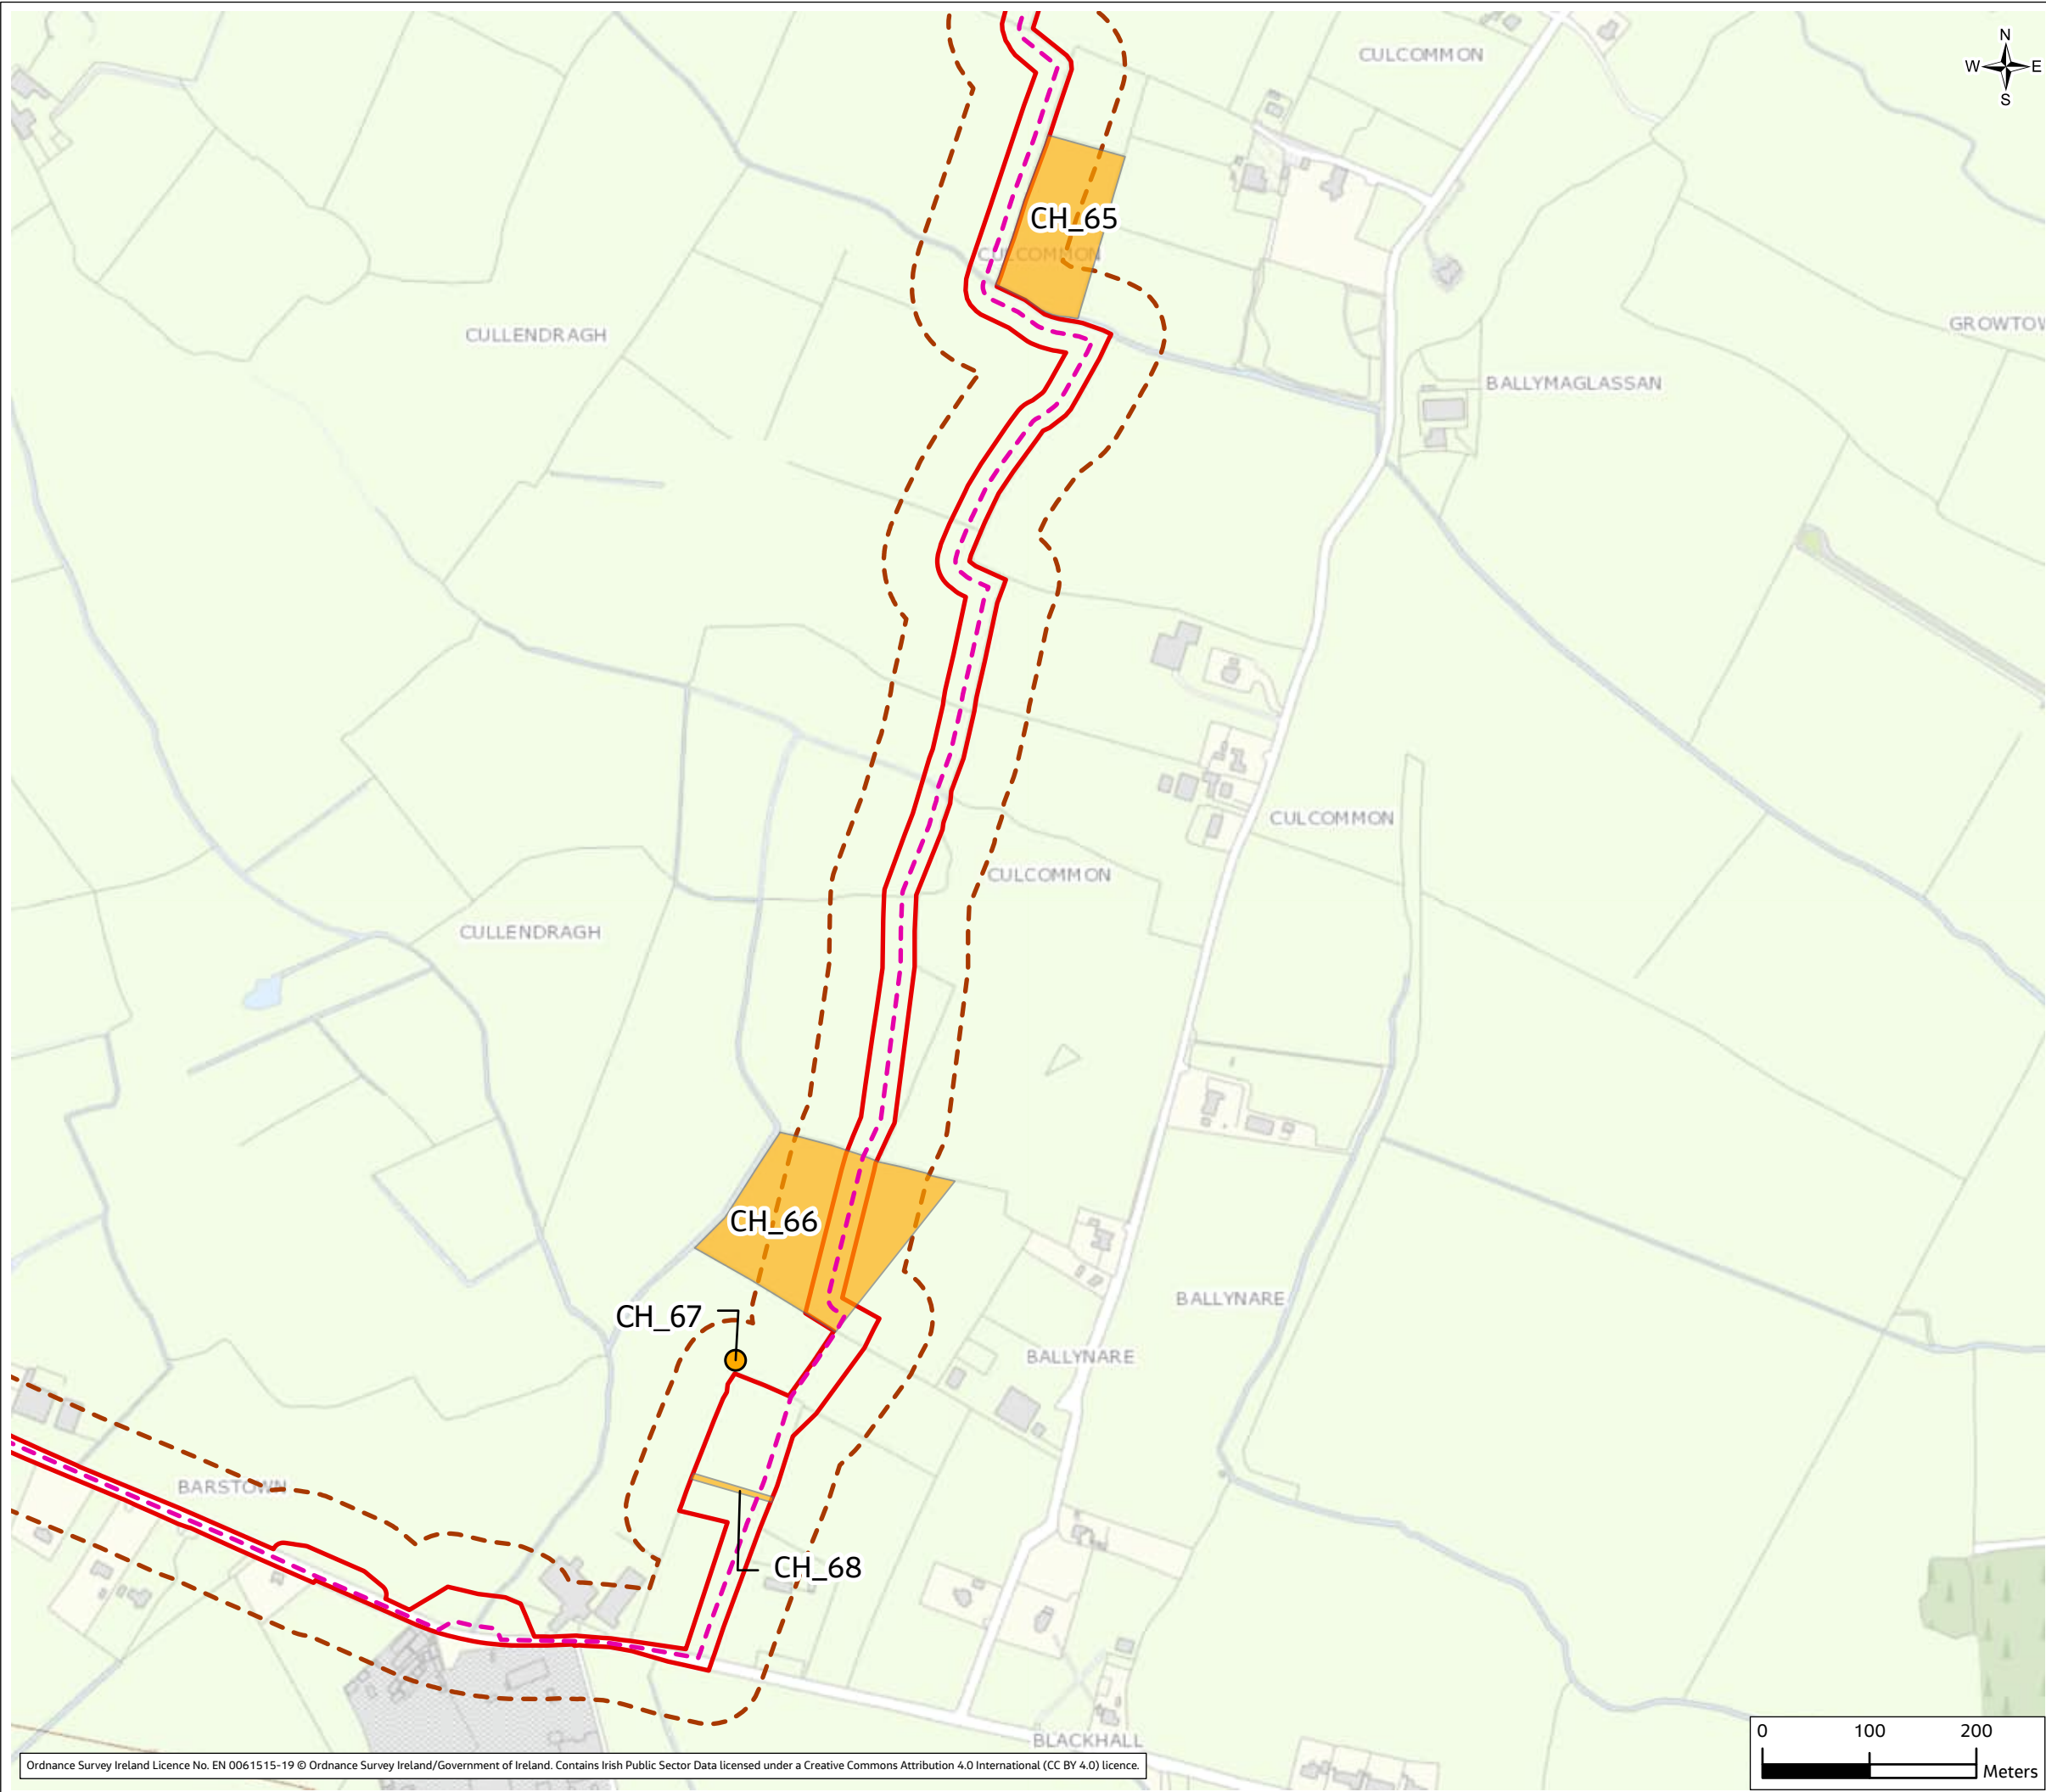 CULCOMMON
N
W E
S
CH_65
CULCOMMON
GROWTOW
CULLENDRAGH
BALLYMAGLASSAN
CULCOMMON
CULCOMMON
CULLENDRAGH
CH_66
BALLYNARE
CH_67
BALLYNARE
BARSTOWN
CH_68
BLACKHALL
0 100 200
Meters
Ordnance Survey Ireland Licence No. EN 0061515-19 © Ordnance Survey Ireland/Government of Ireland. Contains Irish Public Sector Data licensed under a Creative Commons Attribution 4.0 International (CC BY 4.0) licence.